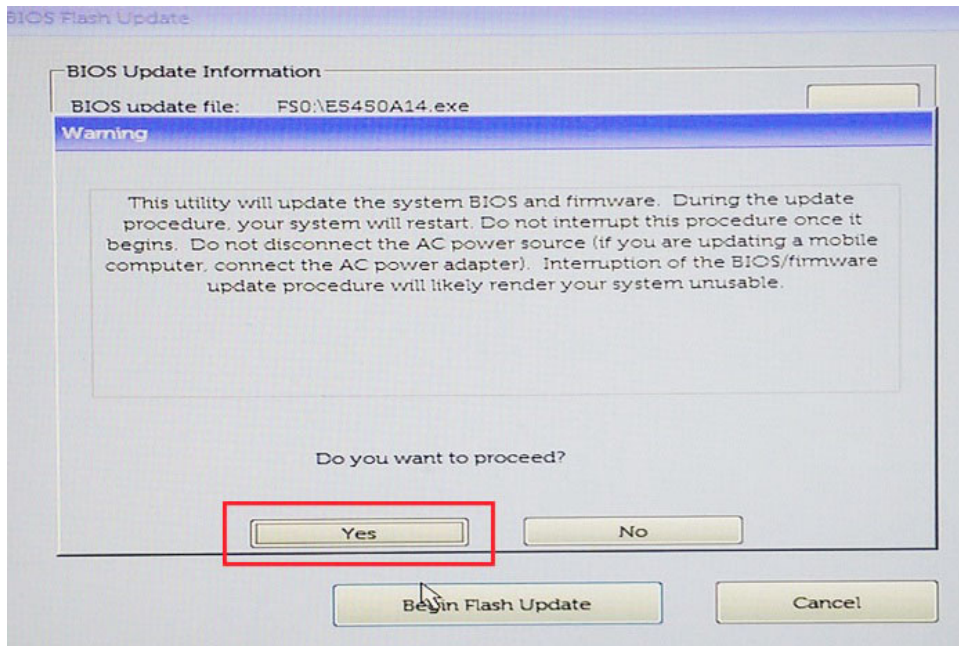 BIOS Flash Update
BIOS Update Information
BIOS update file: FS0:\E5450A14.exe
Warning
This utility will update the system BIOS and firmware. During the update
procedure, your system will restart. Do not interrupt this procedure once it
begins. Do not disconnect the AC power source (if you are updating a mobile
computer, connect the AC power adapter). Interruption of the BIOS/firmware
update procedure will likely render your system unusable.
Do you want to proceed?
Yes
No
Begin Flash Update
Cancel